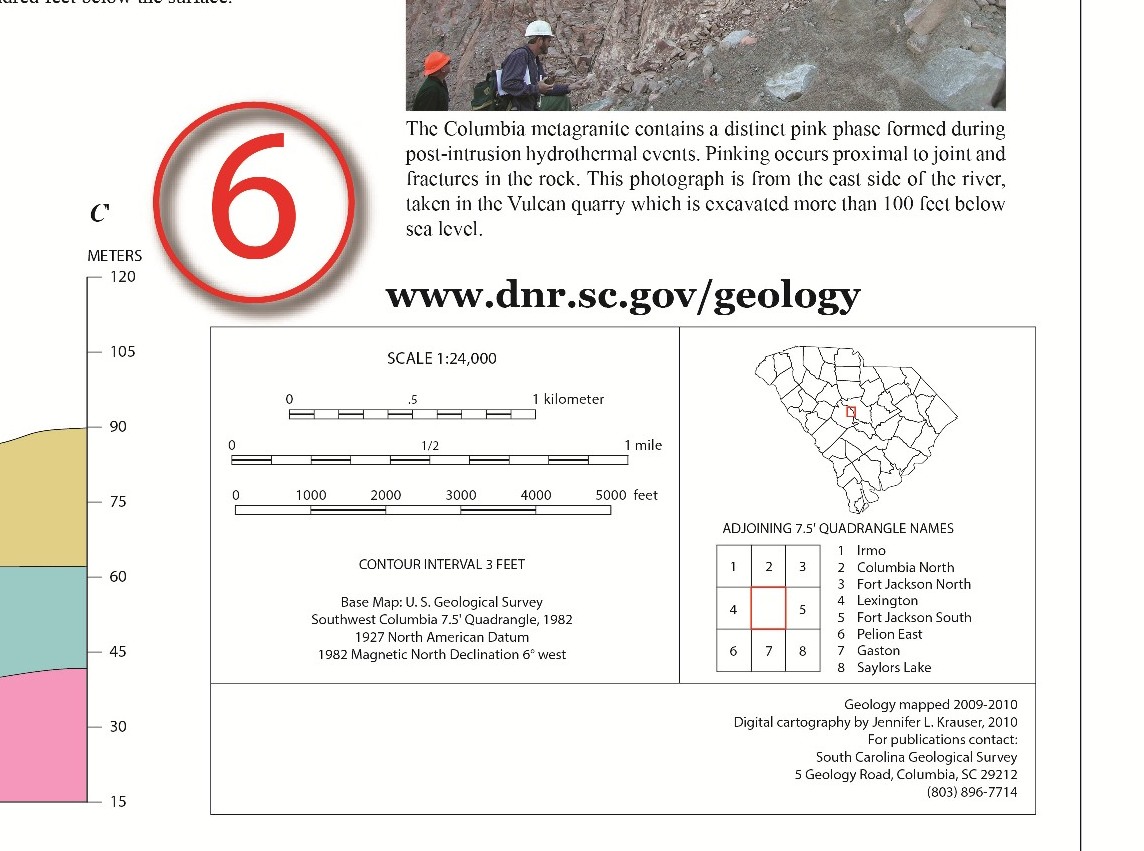 dred feet below the surface.
The Columbia metagranite contains a distinct pink phase formed during
post-intrusion hydrothermal events. Pinking occurs proximal to joint and
fractures in the rock. This photograph is from the east side of the river,
taken in the Vulcan quarry which is excavated more than 100 feet below
sea level.
6
C'
METERS
120
105
90
75
60
45
30
15
www.dnr.sc.gov/geology
SCALE 1:24,000
0 .5 1 kilometer
0 1/2 1 mile
0 1000 2000 3000 4000 5000 feet
CONTOUR INTERVAL 3 FEET
Base Map: U. S. Geological Survey
Southwest Columbia 7.5' Quadrangle, 1982
1927 North American Datum
1982 Magnetic North Declination 6° west
ADJOINING 7.5' QUADRANGLE NAMES
1 2 3
4 5
6 7 8
1 Irmo
2 Columbia North
3 Fort Jackson North
4 Lexington
5 Fort Jackson South
6 Pelion East
7 Gaston
8 Saylors Lake
Geology mapped 2009-2010
Digital cartography by Jennifer L. Krauser, 2010
For publications contact:
South Carolina Geological Survey
5 Geology Road, Columbia, SC 29212
(803) 896-7714